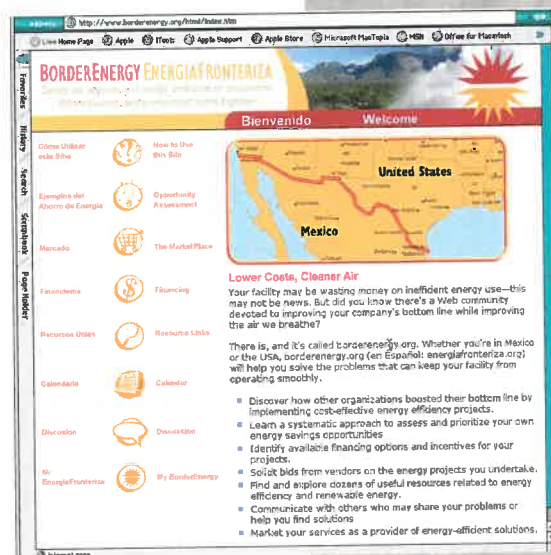 http://www.borderenergy.org/html/index.htm
Live Home Page Apple iTools Apple Support Apple Store Microsoft MacTopia MSN Office for Macintosh
Favorites
History
Search
Scrapbook
Page Holder
BORDERENERGY ENERGIAFRONTERIZA
Bienvenido Welcome
Cómo Utilizar este Sitio
How to Use this Site
Ejemplos del Ahorro de Energía
Opportunity Assessment
Mercado
The Market Place
Financing
Recursos Utiles
Resource Links
Calendario
Calendar
Discusion
Discussion
Mi EnergiaFronteriza
My BorderEnergy
United States
Mexico
Lower Costs, Cleaner Air
Your facility may be wasting money on inefficient energy use—this
may not be news. But did you know there's a Web community
devoted to improving your company's bottom line while improving
the air we breathe?
There is, and it's called borderenergy.org. Whether you're in Mexico
or the USA, borderenergy.org (en Español: energiafronteriza.org)
will help you solve the problems that can keep your facility from
operating smoothly.
Discover how other organizations boosted their bottom line by
implementing cost-effective energy efficiency projects.
Learn a systematic approach to assess and prioritize your own
energy savings opportunities
Identify available financing options and incentives for your
projects.
Solicit bids from vendors on the energy projects you undertake.
Find and explore dozens of useful resources related to energy
efficiency and renewable energy.
Communicate with others who may share your problems or
help you find solutions
Market your services as a provider of energy-efficient solutions.